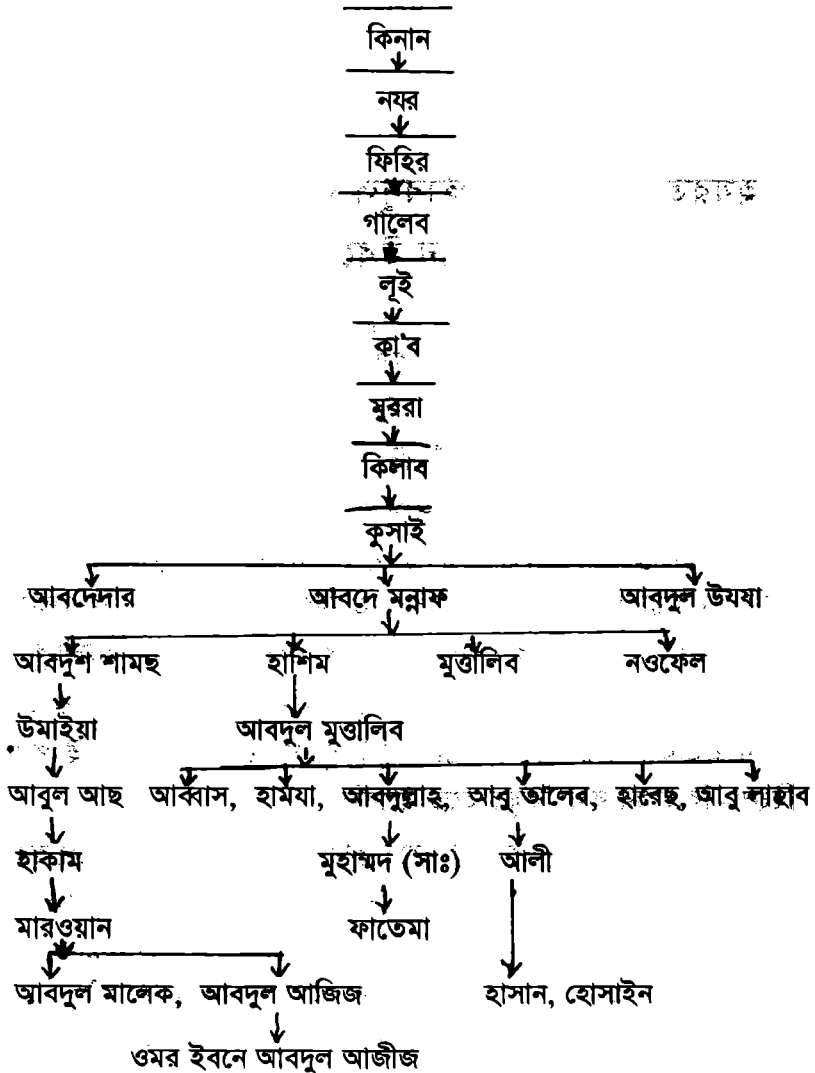 কিনান
নযর
ফিহির
গালেব
লূই
কা'ব
মুররা
কিলাব
কুসাই
আবদেদার আবদে মন্নাফ আবদুল উযযা
আবদুশ শামছ হাশিম মুত্তালিব নওফেল
উমাইয়া আবদুল মুত্তালিব
আবুল আছ আব্বাস, হামযা, আবদুল্লাহ, আবু তালেব, হারেছ, আবু লাহাব
হাকাম মুহাম্মদ (সাঃ) আলী
মারওয়ান ফাতেমা
আবদুল মালেক, আবদুল আজিজ হাসান, হোসাইন
ওমর ইবনে আবদুল আজীজ